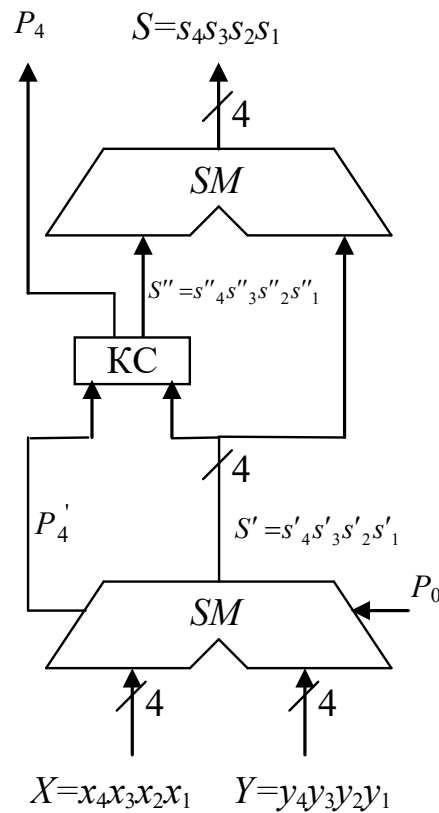 P₄ S=s₄s₃s₂s₁
4
SM
S''=s''₄s''₃s''₂s''₁
КС
4
P₄' S'=s'₄s'₃s'₂s'₁
P₀
SM
4 4
X=x₄x₃x₂x₁ Y=y₄y₃y₂y₁